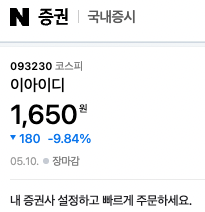 N 증권 | 국내증시
093230 코스피
이아이디
1,650원
▼ 180 -9.84%
05.10. ● 장마감
내 증권사 설정하고 빠르게 주문하세요.